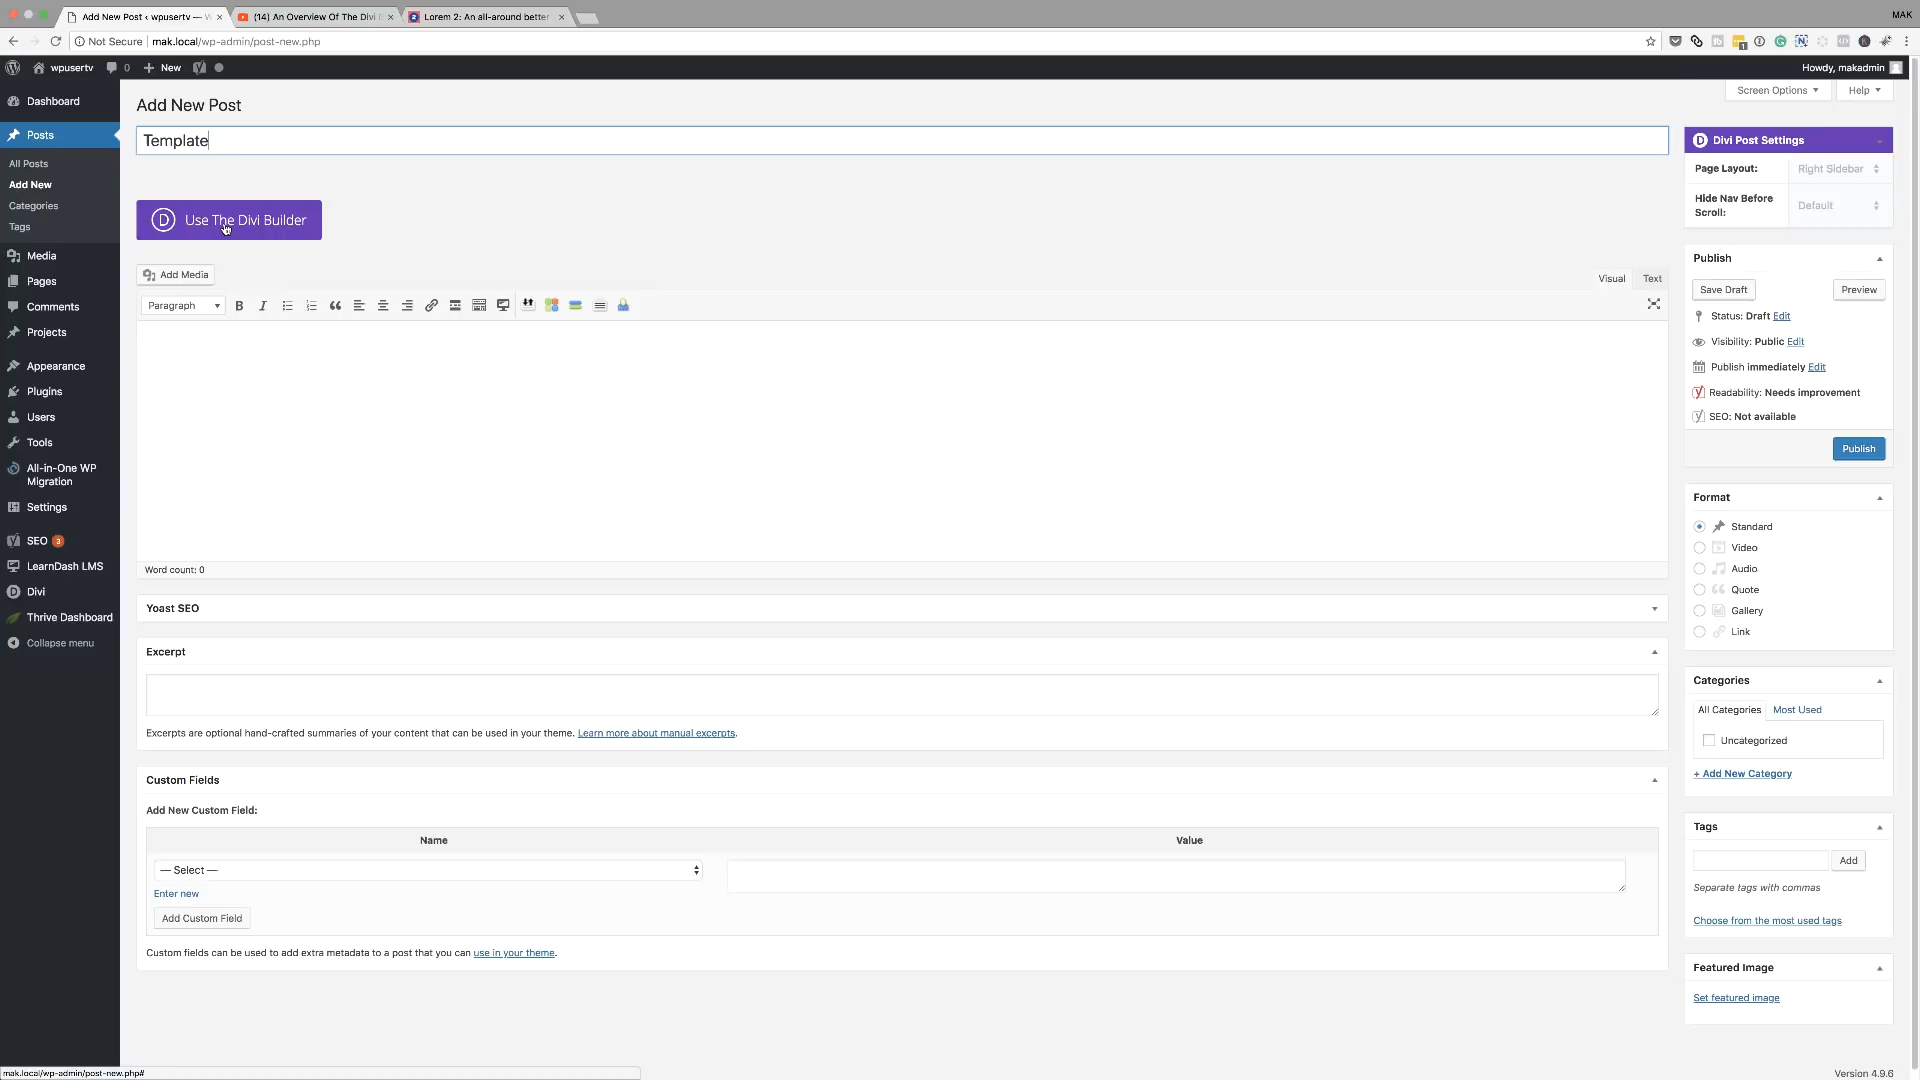 Add New Post ‹ wpusertv — W
(14) An Overview Of The Divi B
Lorem 2: An all-around better
MAK
Not Secure
mak.local/wp-admin/post-new.php
wpusertv
0
New
Howdy, makadmin
Screen Options
Help
Dashboard
Posts
All Posts
Add New
Categories
Tags
Media
Pages
Comments
Projects
Appearance
Plugins
Users
Tools
All-in-One WP
Migration
Settings
SEO 3
LearnDash LMS
Divi
Thrive Dashboard
Collapse menu
Add New Post
Template
Use The Divi Builder
Add Media
Visual
Text
Paragraph
Word count: 0
Yoast SEO
Excerpt
Excerpts are optional hand-crafted summaries of your content that can be used in your theme. Learn more about manual excerpts.
Custom Fields
Add New Custom Field:
Name
Value
— Select —
Enter new
Add Custom Field
Custom fields can be used to add extra metadata to a post that you can use in your theme.
Divi Post Settings
Page Layout:
Right Sidebar
Hide Nav Before
Scroll:
Default
Publish
Save Draft
Preview
Status: Draft Edit
Visibility: Public Edit
Publish immediately Edit
Readability: Needs improvement
SEO: Not available
Publish
Format
Standard
Video
Audio
Quote
Gallery
Link
Categories
All Categories
Most Used
Uncategorized
+ Add New Category
Tags
Add
Separate tags with commas
Choose from the most used tags
Featured Image
Set featured image
mak.local/wp-admin/post-new.php#
Version 4.9.6